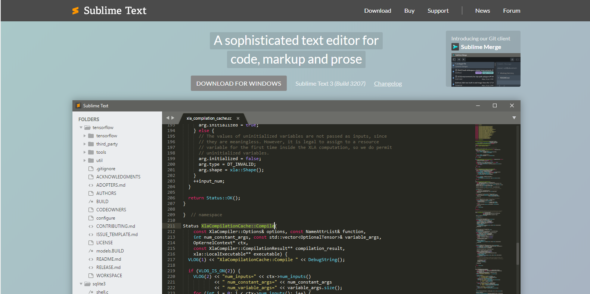 Sublime Text
Download
Buy
Support
News
Forum
A sophisticated text editor for
code, markup and prose
Introducing our Git client
Sublime Merge
DOWNLOAD FOR WINDOWS
Sublime Text 3 (Build 3207)
Changelog
Sublime Text
FOLDERS
tensorflow
tensorflow
third_party
tools
util
.gitignore
ACKNOWLEDGMENTS
ADOPTERS.md
AUTHORS
BUILD
CODEOWNERS
configure
CONTRIBUTING.md
ISSUE_TEMPLATE.md
LICENSE
models.BUILD
README.md
RELEASE.md
WORKSPACE
xla_compilation_cache.cc
arg.initialized = true;
} else {
// The values of uninitialized variables are not passed as inputs, since
// they are meaningless. However, it is legal to assign to a resource
// variable for the first time inside the XLA computation, so we do permit
// uninitialized variables.
arg.initialized = false;
arg.type = DT_INVALID;
arg.shape = xla::Shape();
}
++input_num;
}
return Status::OK();
}
} // namespace
Status XlaCompilationCache::Compile(
const XlaCompiler::Options& options, const NameAttrList& function,
int num_constant_args, const std::vector<OptionalTensor>& variable_args,
OpKernelContext* ctx,
const XlaCompiler::CompilationResult** compilation_result,
xla::LocalExecutable** executable) {
VLOG(1) << "XlaCompilationCache::Compile " << DebugString();
if (VLOG_IS_ON(2)) {
VLOG(2) << "num_inputs=" << ctx->num_inputs()
<< " num_constant_args=" << num_constant_args
<< " num_variable_args=" << variable_args.size();